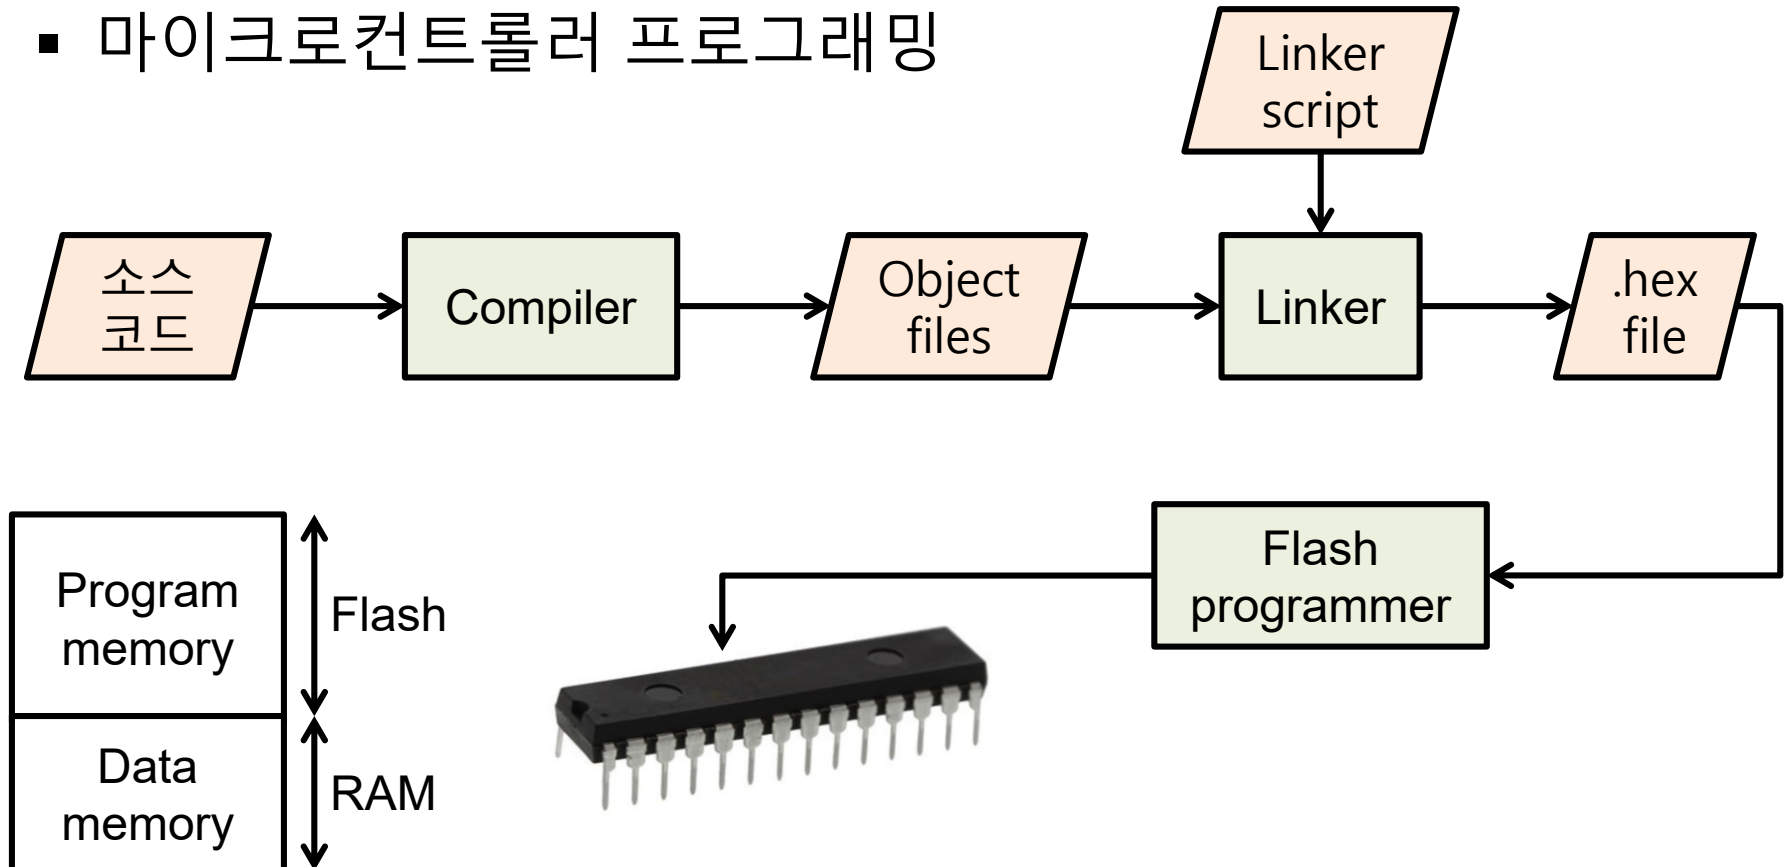 ▪ 마이크로컨트롤러 프로그래밍
Linker
script
소스
코드
Compiler
Object
files
Linker
.hex
file
Flash
programmer
Program
memory
Flash
Data
memory
RAM